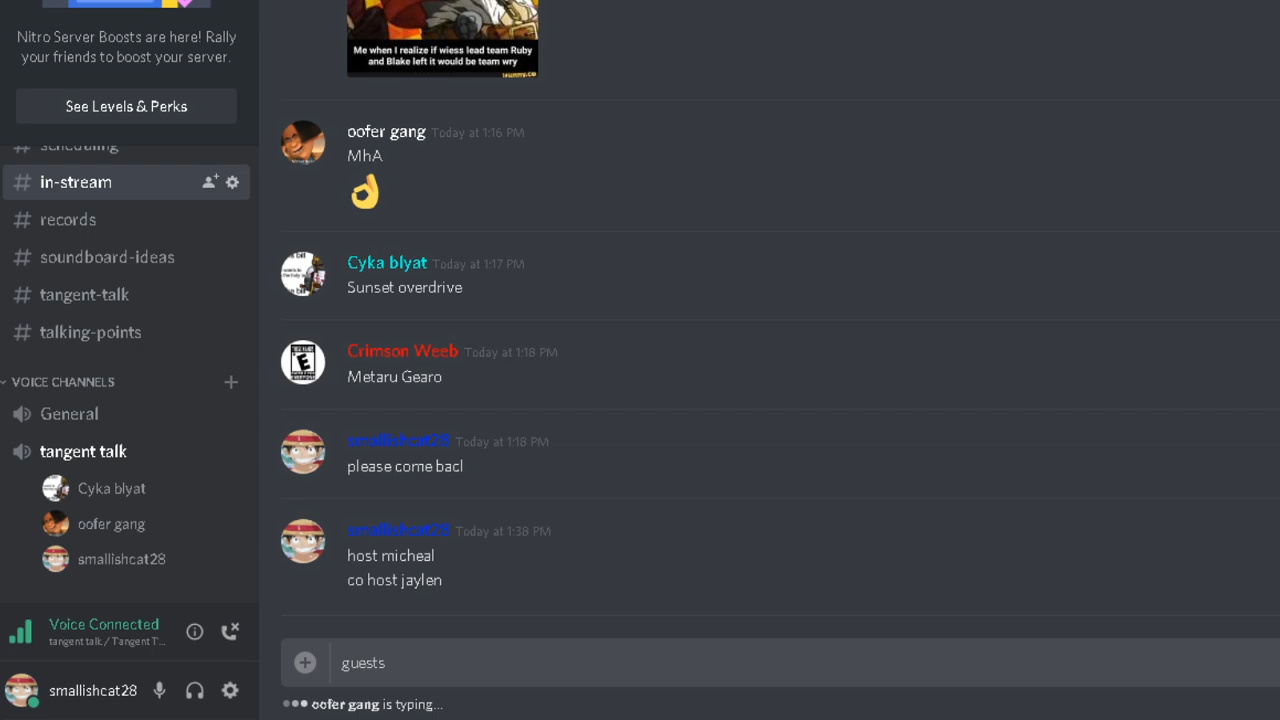 Nitro Server Boosts are here! Rally
your friends to boost your server.
See Levels & Perks
scheduling
# in-stream
# records
# soundboard-ideas
# tangent-talk
# talking-points
VOICE CHANNELS
General
tangent talk
Cyka blyat
oofer gang
smallishcat28
Voice Connected
tangent talk / Tangent T...
smallishcat28
Me when I realize if wiess lead team Ruby
and Blake left it would be team wry
oofer gang Today at 1:16 PM
MhA
Cyka blyat Today at 1:17 PM
Sunset overdrive
Crimson Weeb Today at 1:18 PM
Metaru Gearo
smallishcat28 Today at 1:18 PM
please come bacl
smallishcat28 Today at 1:38 PM
host micheal
co host jaylen
guests
oofer gang is typing...